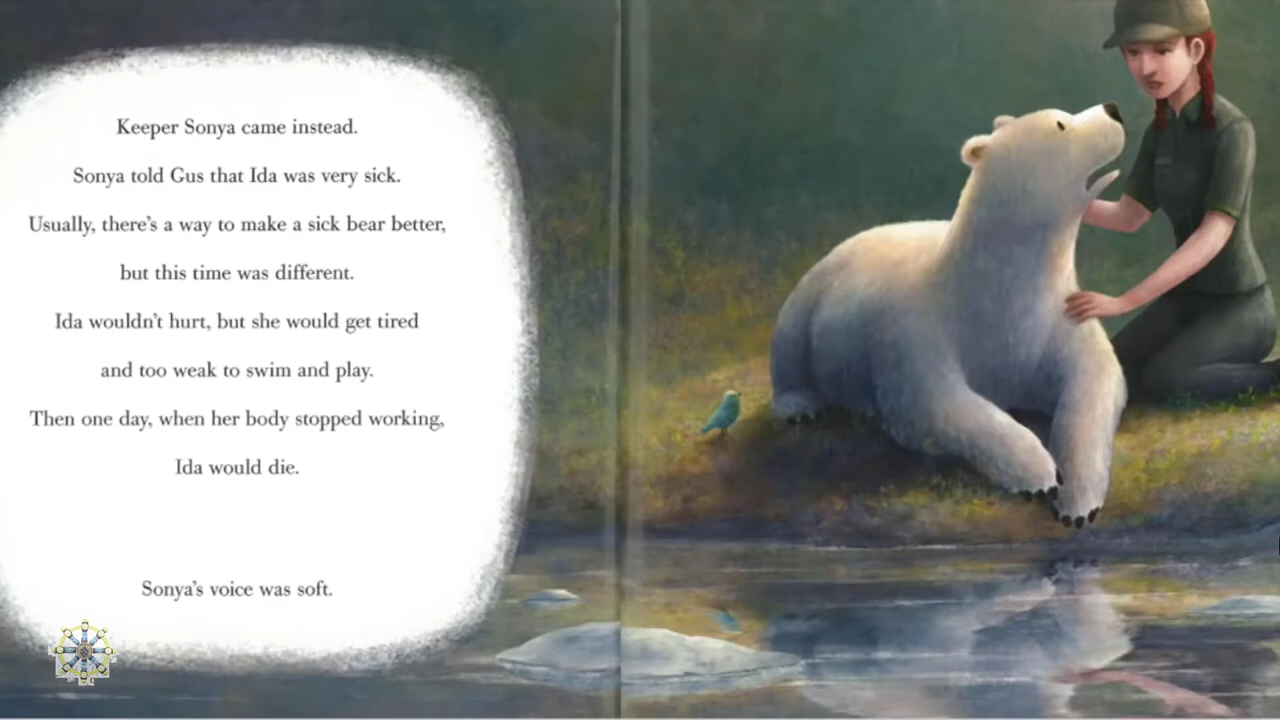 Keeper Sonya came instead.
Sonya told Gus that Ida was very sick.
Usually, there's a way to make a sick bear better,
but this time was different.
Ida wouldn't hurt, but she would get tired
and too weak to swim and play.
Then one day, when her body stopped working,
Ida would die.
Sonya's voice was soft.